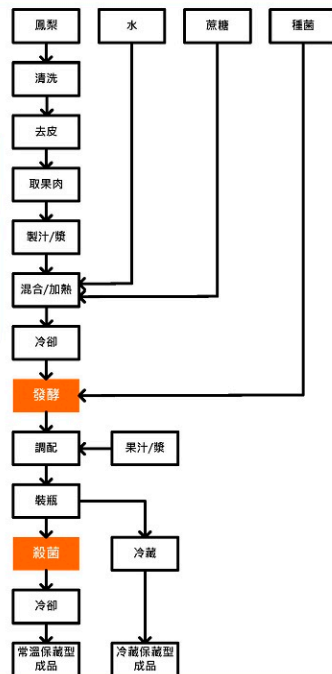 鳳梨
水
蔗糖
種菌
清洗
去皮
取果肉
製汁/漿
混合/加熱
冷卻
發酵
調配
果汁/漿
裝瓶
殺菌
冷藏
冷卻
常溫保藏型
成品
冷藏保藏型
成品